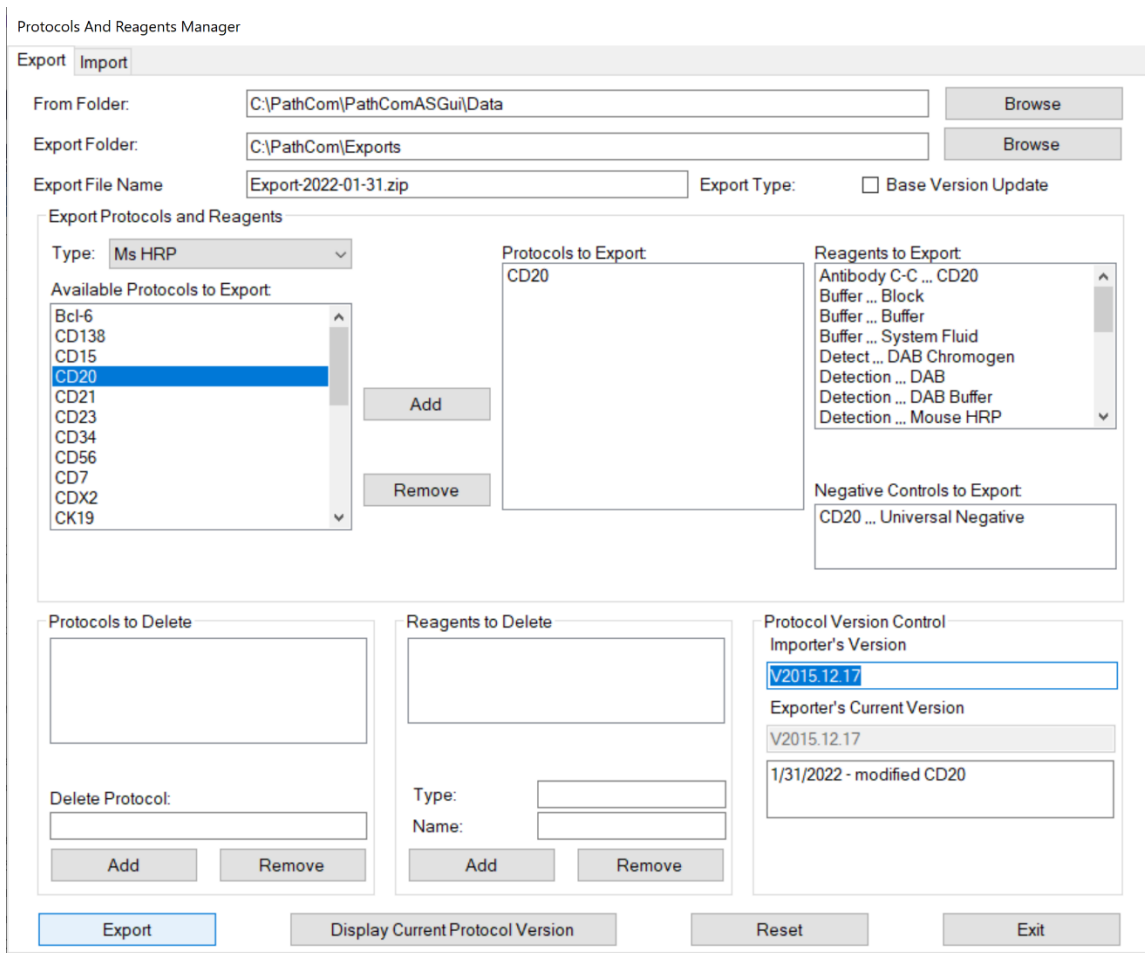 Protocols And Reagents Manager
Export Import
From Folder: C:\PathCom\PathComASGui\Data Browse
Export Folder: C:\PathCom\Exports Browse
Export File Name Export-2022-01-31.zip Export Type: Base Version Update
Export Protocols and Reagents
Type: Ms HRP
Available Protocols to Export:
Bcl-6
CD138
CD15
CD20
CD21
CD23
CD34
CD56
CD7
CDX2
CK19
Add
Remove
Protocols to Export:
CD20
Reagents to Export:
Antibody C-C ,,, CD20
Buffer ,,, Block
Buffer ,,, Buffer
Buffer ,,, System Fluid
Detect ,,, DAB Chromogen
Detection ,,, DAB
Detection ,,, DAB Buffer
Detection ,,, Mouse HRP
Negative Controls to Export:
CD20 ,,, Universal Negative
Protocols to Delete
Delete Protocol:
Add Remove
Reagents to Delete
Type:
Name:
Add Remove
Protocol Version Control
Importer's Version
V2015.12.17
Exporter's Current Version
V2015.12.17
1/31/2022 - modified CD20
Export Display Current Protocol Version Reset Exit